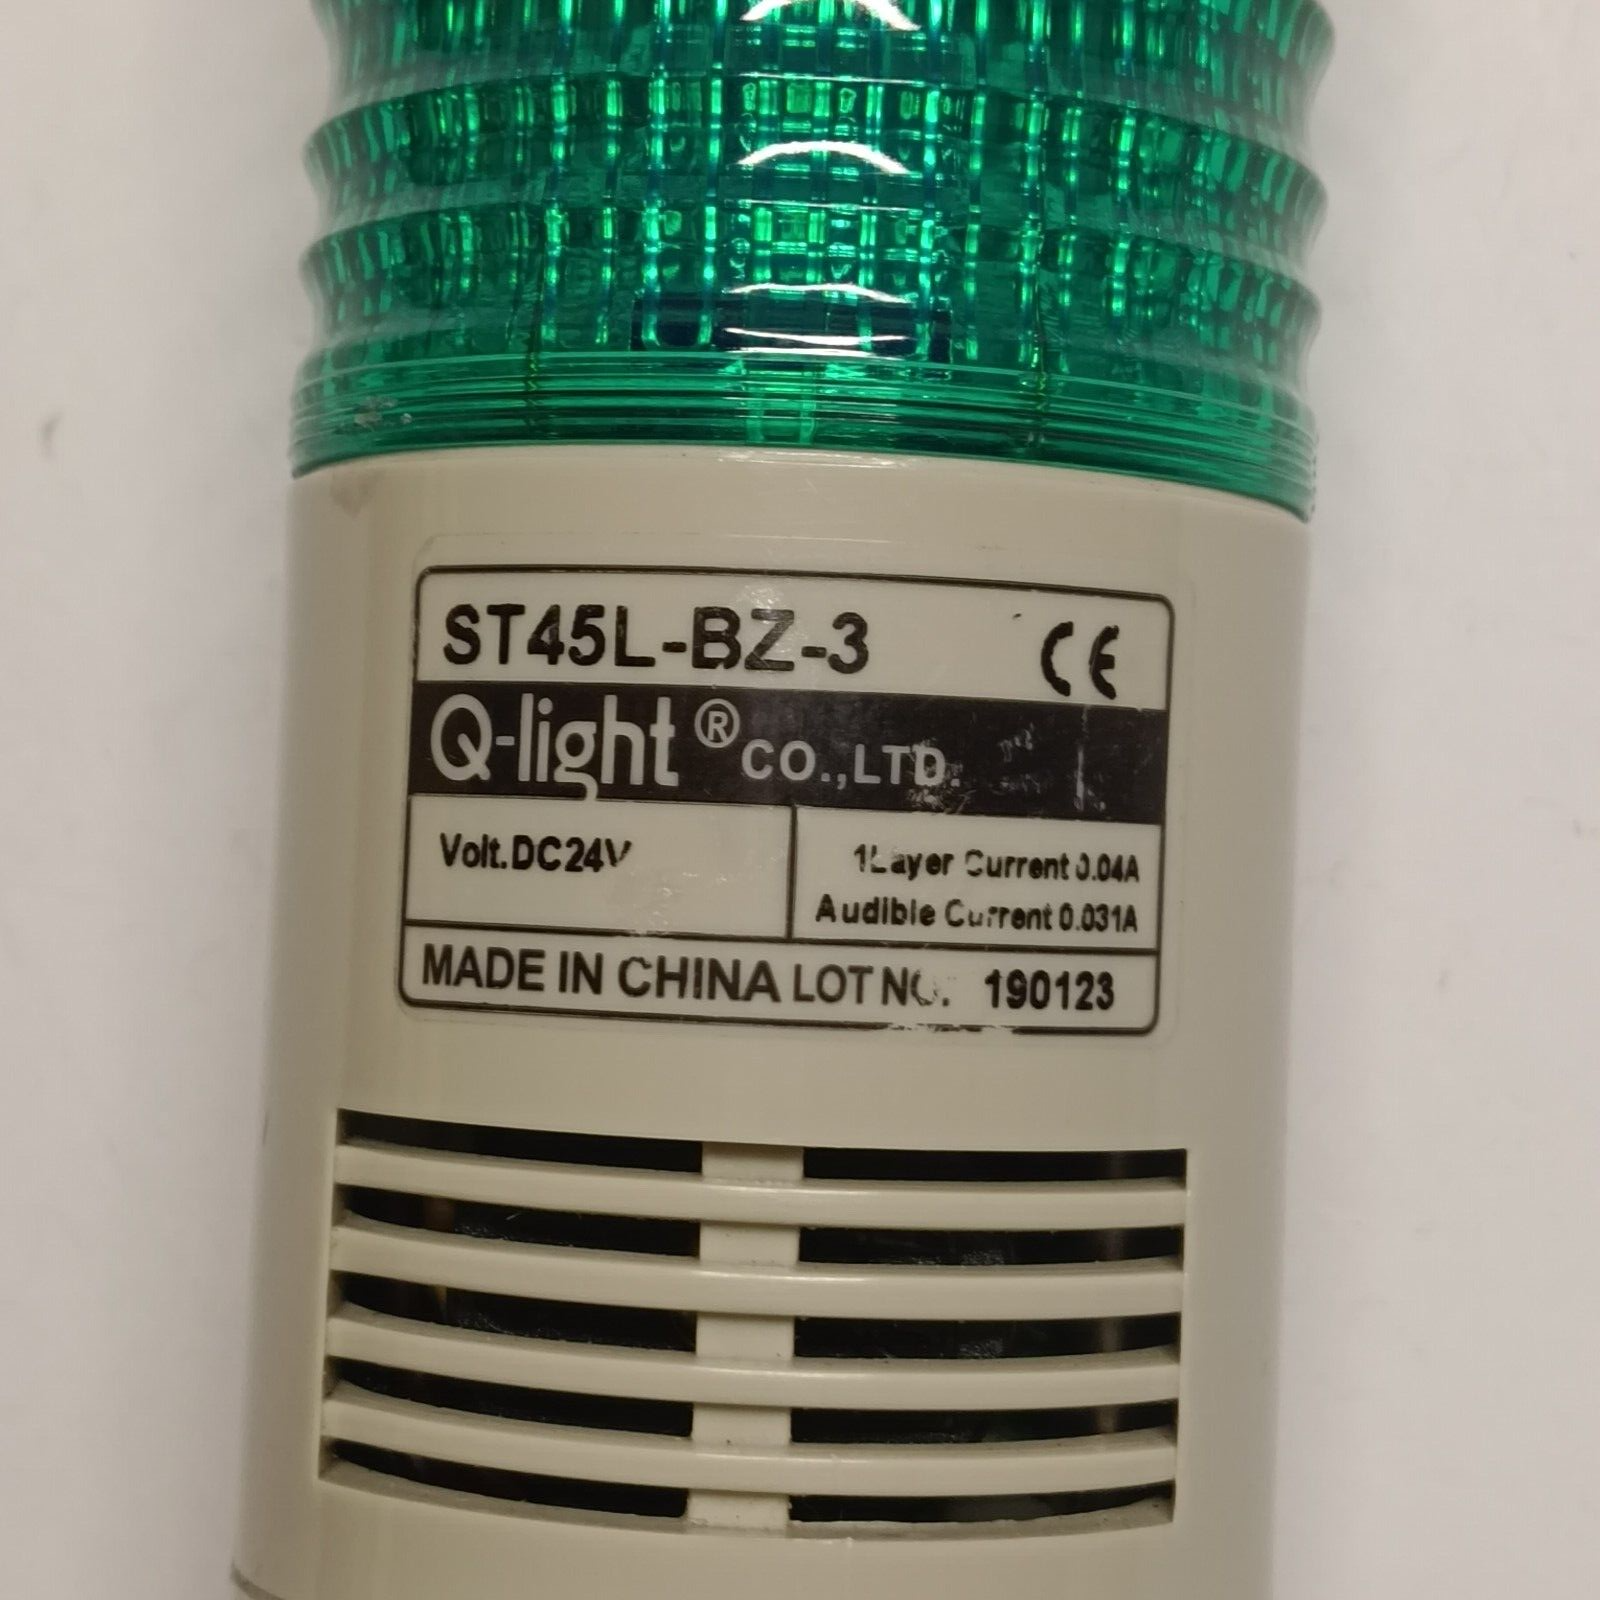 ST45L-BZ-3 CE
Q-light® CO.,LTD.
Volt.DC24V
1Layer Current 0.04A
Audible Current 0.031A
MADE IN CHINA LOT NO. 190123